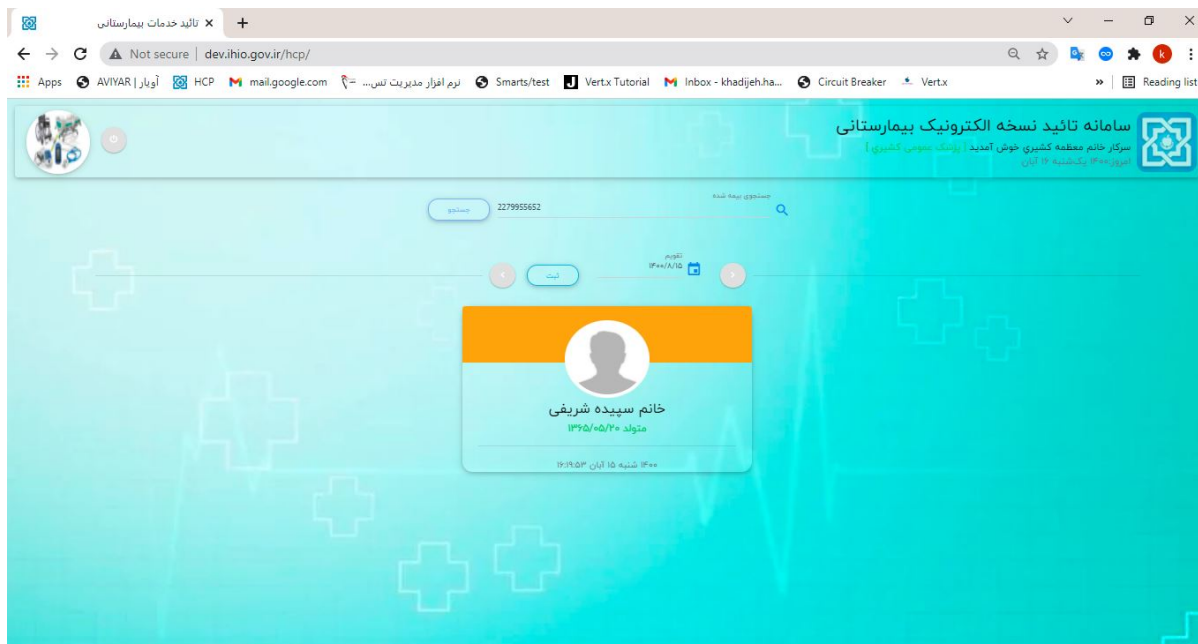 تائید خدمات بیمارستانی
Not secure | dev.ihio.gov.ir/hcp/
Apps
آویار | AVIYAR
HCP
mail.google.com
نرم افزار مدیریت تس...
Smarts/test
Vert.x Tutorial
Inbox - khadijeh.ha...
Circuit Breaker
Vert.x
»
Reading list
سامانه تائید نسخه الکترونیک بیمارستانی
سرکار خانم معظمه کشیري خوش آمدید [ پزشک عمومی کشیري ]
امروز:۱۴۰۰ یکشنبه ۱۶ آبان
جستجوی بیمه شده
2279955652
جستجو
تقویم
۱۴۰۰/۸/۱۵
ثبت
خانم سپیده شریفی
متولد ۱۳۶۵/۰۵/۲۰
۱۴۰۰ شنبه ۱۵ آبان ۱۶:۱۹:۵۳